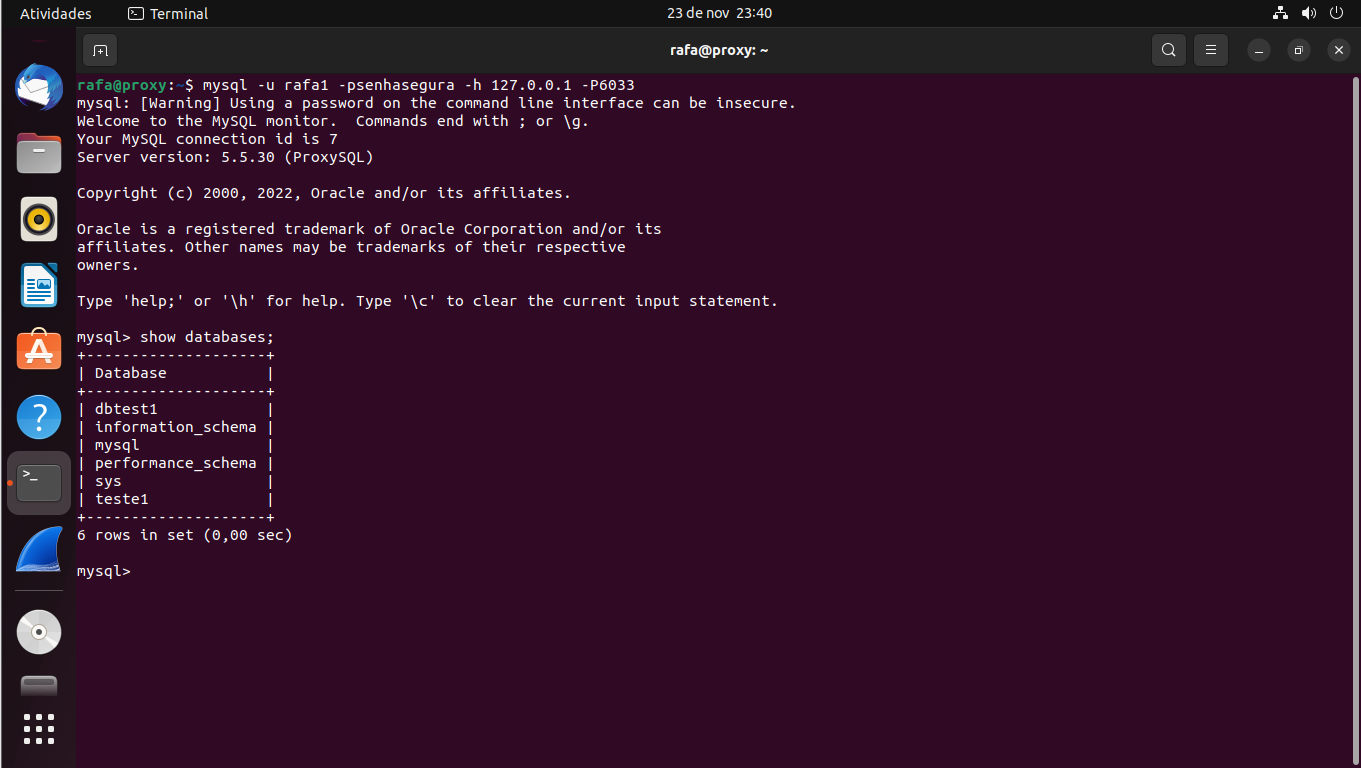 Atividades
Terminal
23 de nov 23:40
rafa@proxy: ~
rafa@proxy:~$ mysql -u rafa1 -psenhasegura -h 127.0.0.1 -P6033
mysql: [Warning] Using a password on the command line interface can be insecure.
Welcome to the MySQL monitor.  Commands end with ; or \g.
Your MySQL connection id is 7
Server version: 5.5.30 (ProxySQL)
Copyright (c) 2000, 2022, Oracle and/or its affiliates.
Oracle is a registered trademark of Oracle Corporation and/or its
affiliates. Other names may be trademarks of their respective
owners.
Type 'help;' or '\h' for help. Type '\c' to clear the current input statement.
mysql> show databases;
+--------------------+
| Database           |
+--------------------+
| dbtest1            |
| information_schema |
| mysql              |
| performance_schema |
| sys                |
| teste1             |
+--------------------+
6 rows in set (0,00 sec)
mysql>